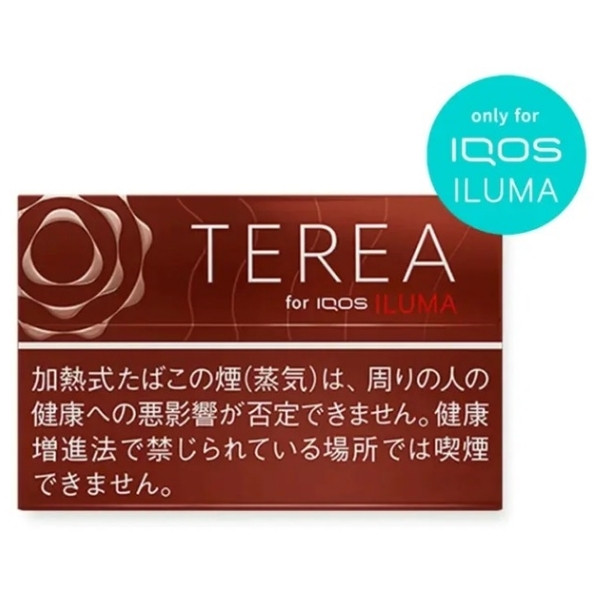 only for
IQOS
ILUMA
TEREA
for IQOS ILUMA
加熱式たばこの煙(蒸気)は、周りの人の
健康への悪影響が否定できません。健康
増進法で禁じられている場所では喫煙
できません。